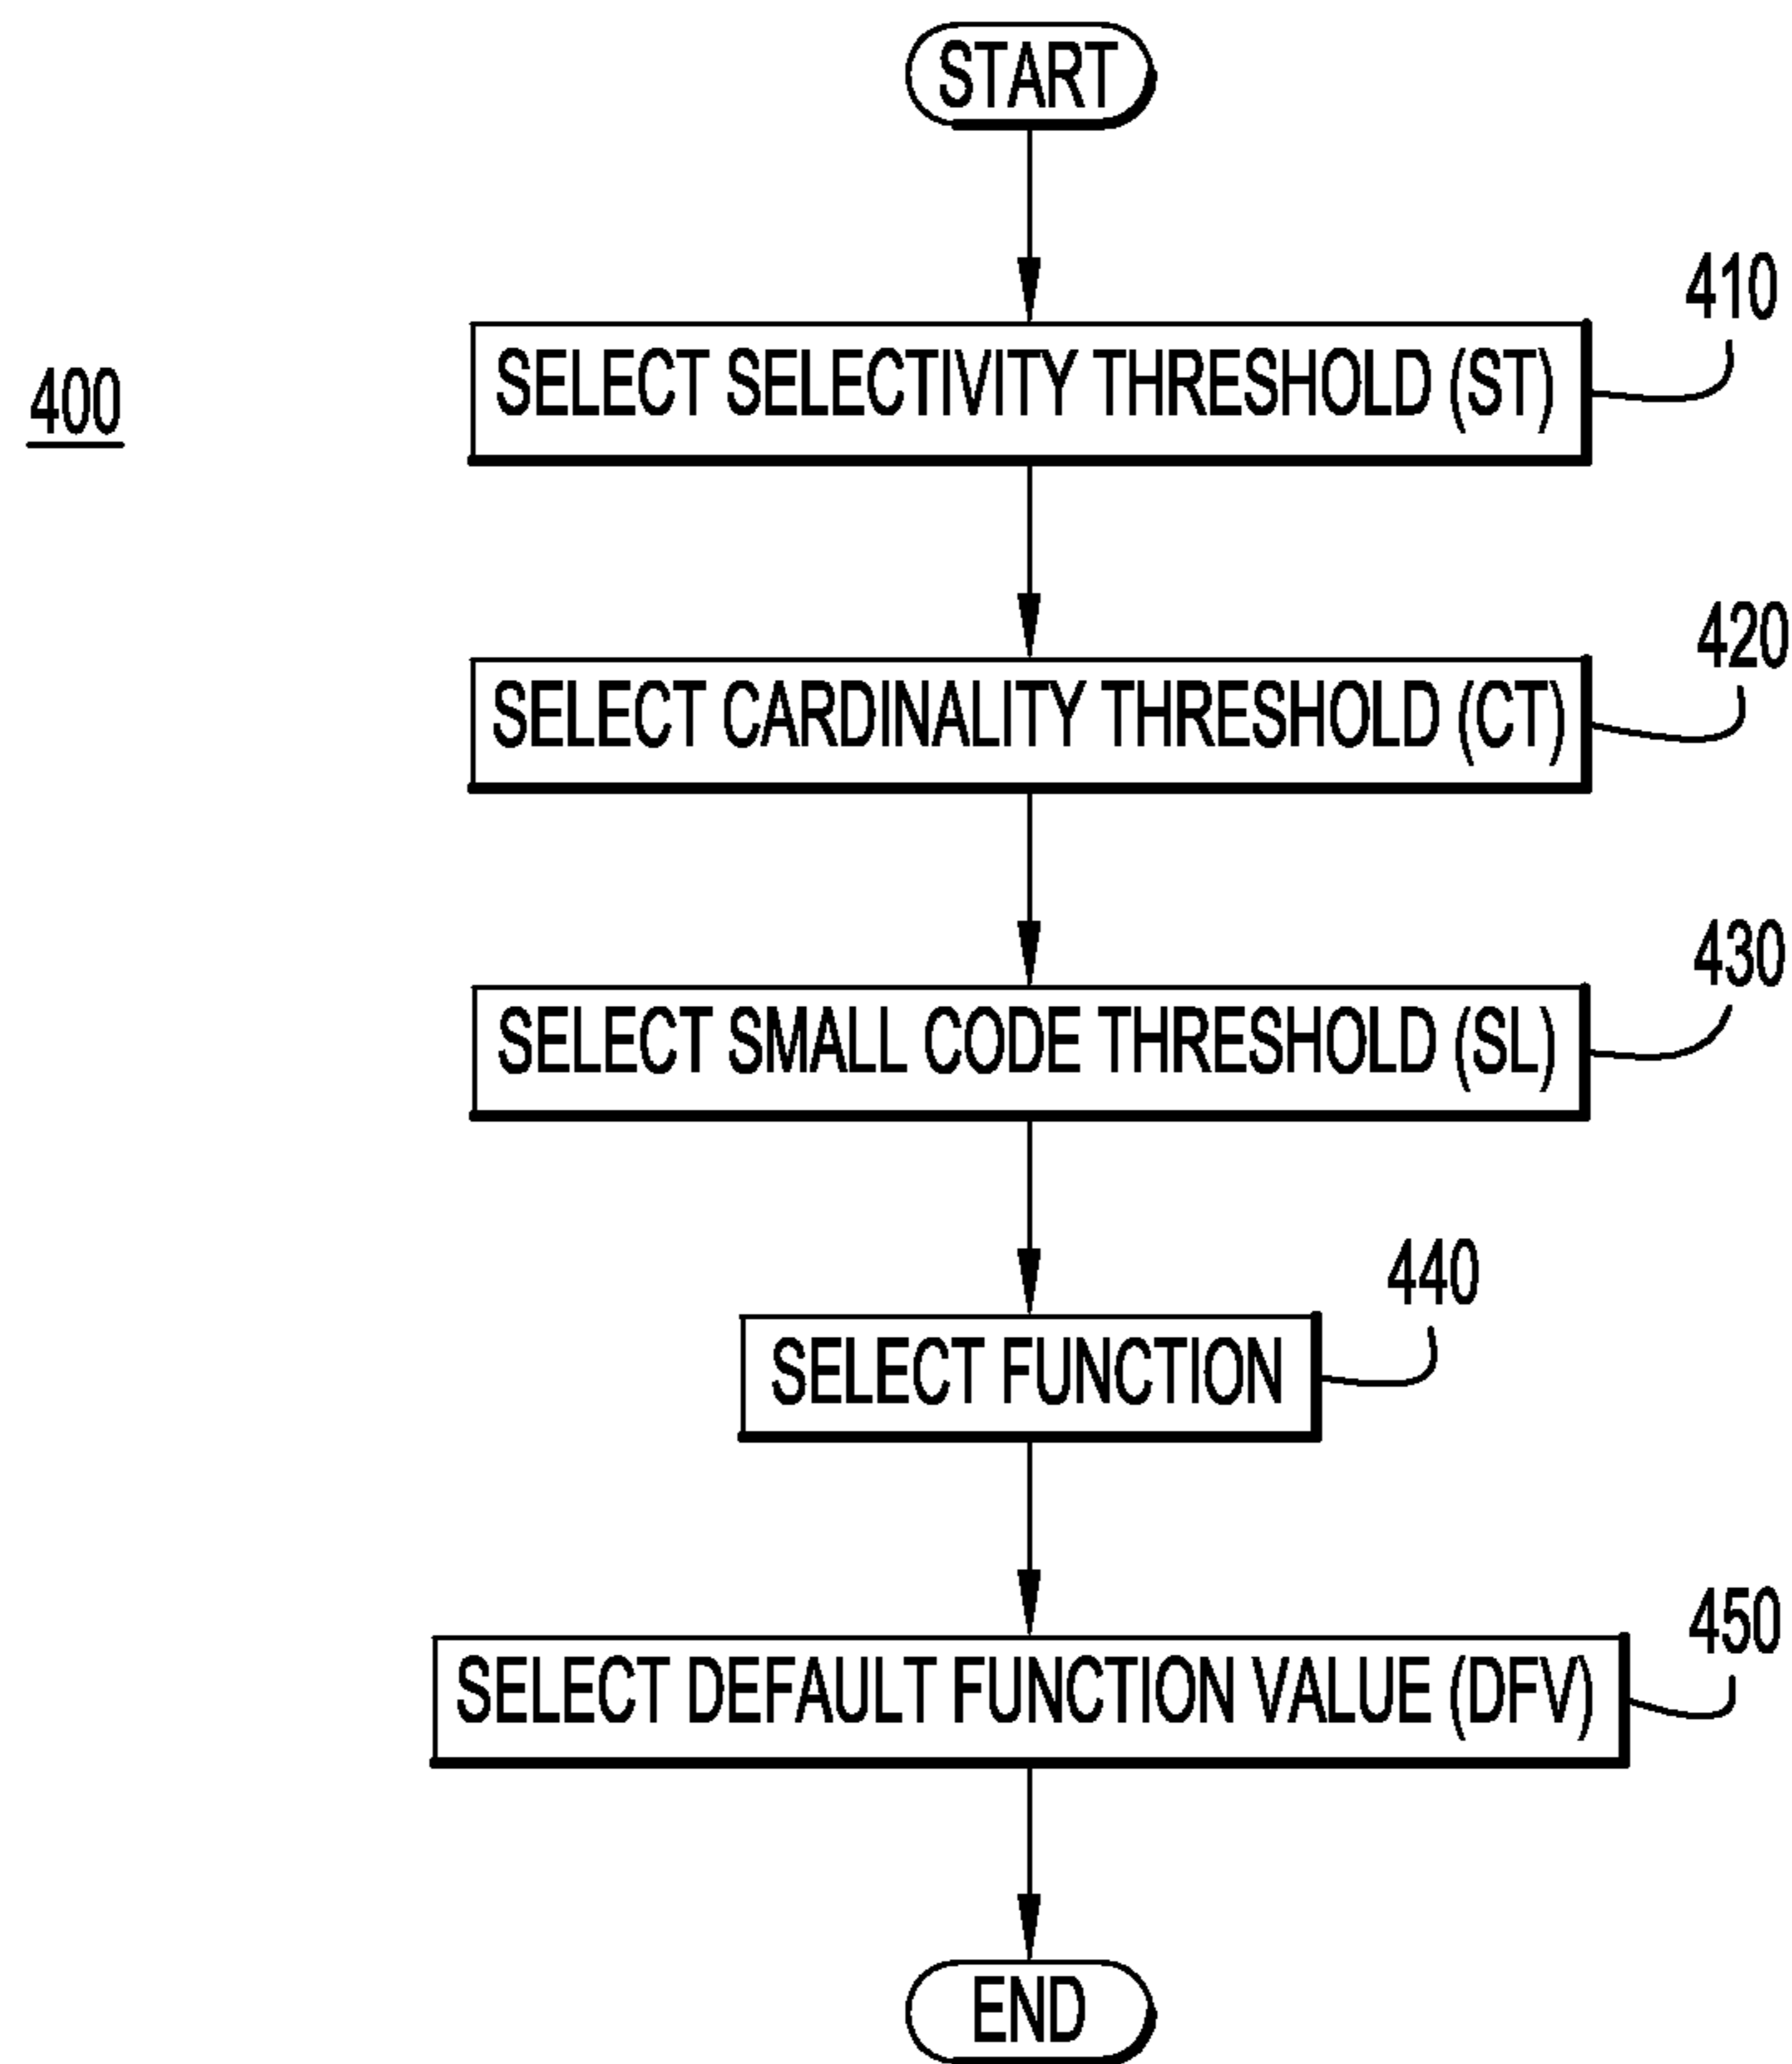 START
410
400
SELECT SELECTIVITY THRESHOLD (ST)
420
SELECT CARDINALITY THRESHOLD (CT)
430
SELECT SMALL CODE THRESHOLD (SL)
440
SELECT FUNCTION
450
SELECT DEFAULT FUNCTION VALUE (DFV)
END